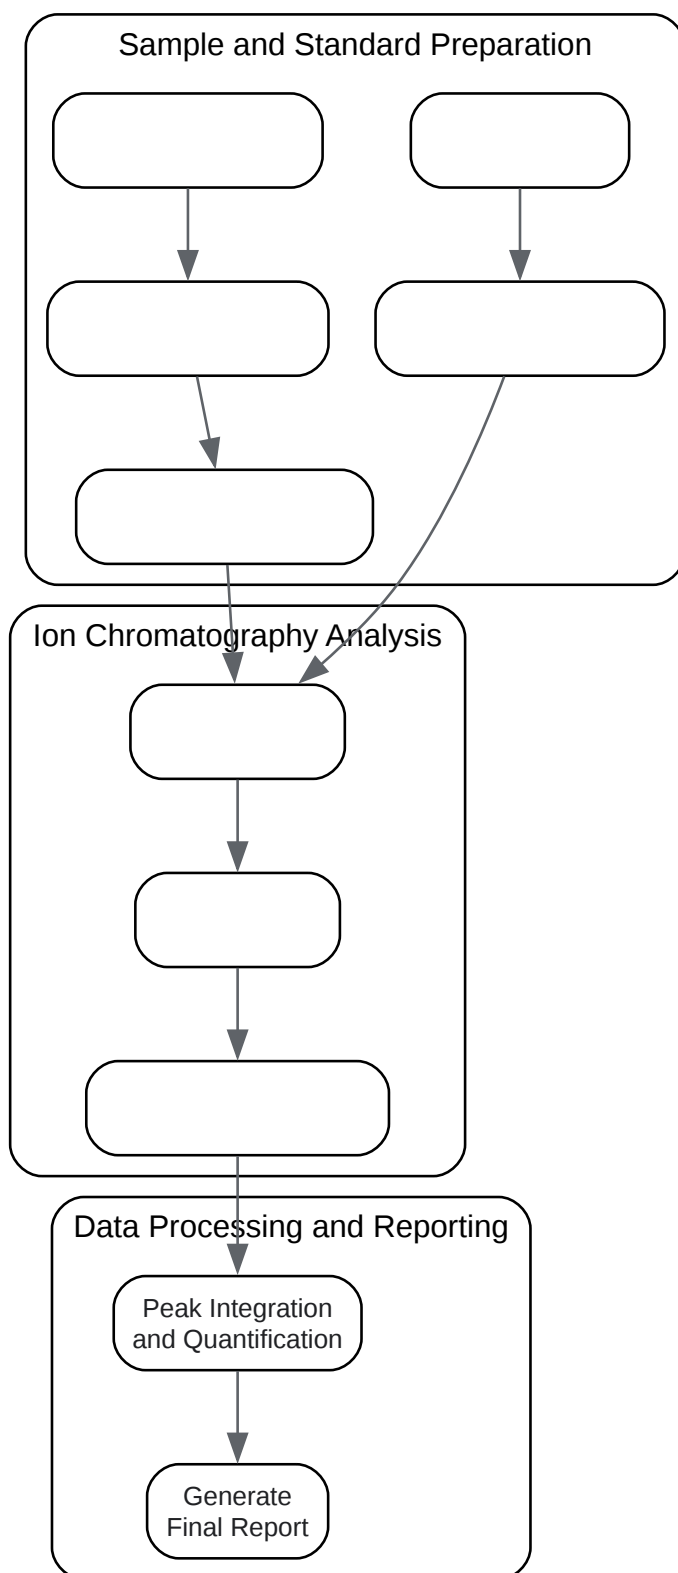 Sample and Standard Preparation
Ion Chromatography Analysis
Data Processing and Reporting
Peak Integration
and Quantification
Generate
Final Report